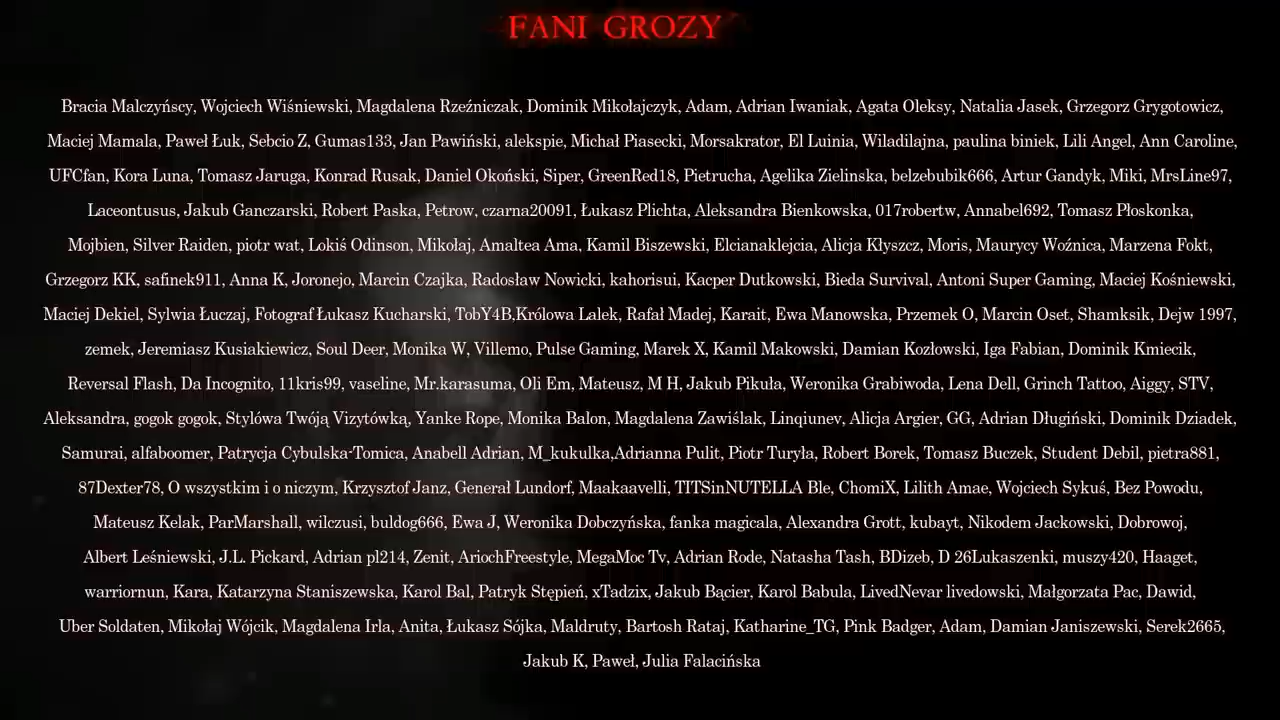 FANI GROZY
Bracia Malczyńscy, Wojciech Wiśniewski, Magdalena Rzeźniczak, Dominik Mikołajczyk, Adam, Adrian Iwaniak, Agata Oleksy, Natalia Jasek, Grzegorz Grygotowicz,
Maciej Mamala, Paweł Łuk, Sebcio Z, Gumas133, Jan Pawiński, alekspie, Michał Piasecki, Morsakrator, El Luinia, Wiladilajna, paulina biniek, Lili Angel, Ann Caroline,
UFCfan, Kora Luna, Tomasz Jaruga, Konrad Rusak, Daniel Okoński, Siper, GreenRed18, Pietrucha, Agelika Zielinska, belzebubik666, Artur Gandyk, Miki, MrsLine97,
Laceontusus, Jakub Ganczarski, Robert Paska, Petrow, czarna20091, Łukasz Plichta, Aleksandra Bienkowska, 017robertw, Annabel692, Tomasz Płoskonka,
Mojbien, Silver Raiden, piotr wat, Lokiś Odinson, Mikołaj, Amaltea Ama, Kamil Biszewski, Elcianaklejcia, Alicja Kłyszcz, Moris, Maurycy Woźnica, Marzena Fokt,
Grzegorz KK, safinek911, Anna K, Joronejo, Marcin Czajka, Radosław Nowicki, kahorisui, Kacper Dutkowski, Bieda Survival, Antoni Super Gaming, Maciej Kośniewski,
Maciej Dekiel, Sylwia Łuczaj, Fotograf Łukasz Kucharski, TobY4B,Królowa Lalek, Rafał Madej, Karait, Ewa Manowska, Przemek O, Marcin Oset, Shamksik, Dejw 1997,
zemek, Jeremiasz Kusiakiewicz, Soul Deer, Monika W, Villemo, Pulse Gaming, Marek X, Kamil Makowski, Damian Kozłowski, Iga Fabian, Dominik Kmiecik,
Reversal Flash, Da Incognito, 11kris99, vaseline, Mr.karasuma, Oli Em, Mateusz, M H, Jakub Pikuła, Weronika Grabiwoda, Lena Dell, Grinch Tattoo, Aiggy, STV,
Aleksandra, gogok gogok, Stylówa Twóją Vizytówką, Yanke Rope, Monika Balon, Magdalena Zawiślak, Linqiunev, Alicja Argier, GG, Adrian Długiński, Dominik Dziadek,
Samurai, alfaboomer, Patrycja Cybulska-Tomica, Anabell Adrian, M_kukulka,Adrianna Pulit, Piotr Turyła, Robert Borek, Tomasz Buczek, Student Debil, pietra881,
87Dexter78, O wszystkim i o niczym, Krzysztof Janz, Generał Lundorf, Maakaavelli, TITSinNUTELLA Ble, ChomiX, Lilith Amae, Wojciech Sykuś, Bez Powodu,
Mateusz Kelak, ParMarshall, wilczusi, buldog666, Ewa J, Weronika Dobczyńska, fanka magicala, Alexandra Grott, kubayt, Nikodem Jackowski, Dobrowoj,
Albert Leśniewski, J.L. Pickard, Adrian pl214, Zenit, AriochFreestyle, MegaMoc Tv, Adrian Rode, Natasha Tash, BDizeb, D 26Lukaszenki, muszy420, Haaget,
warriornun, Kara, Katarzyna Staniszewska, Karol Bal, Patryk Stępień, xTadzix, Jakub Bącier, Karol Babula, LivedNevar livedowski, Małgorzata Pac, Dawid,
Uber Soldaten, Mikołaj Wójcik, Magdalena Irla, Anita, Łukasz Sójka, Maldruty, Bartosh Rataj, Katharine_TG, Pink Badger, Adam, Damian Janiszewski, Serek2665,
Jakub K, Paweł, Julia Falacińska